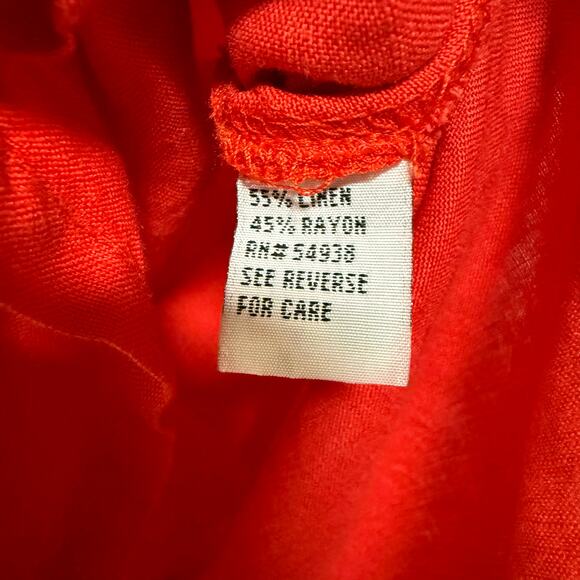 55% LINEN
45% RAYON
RN# 54938
SEE REVERSE
FOR CARE